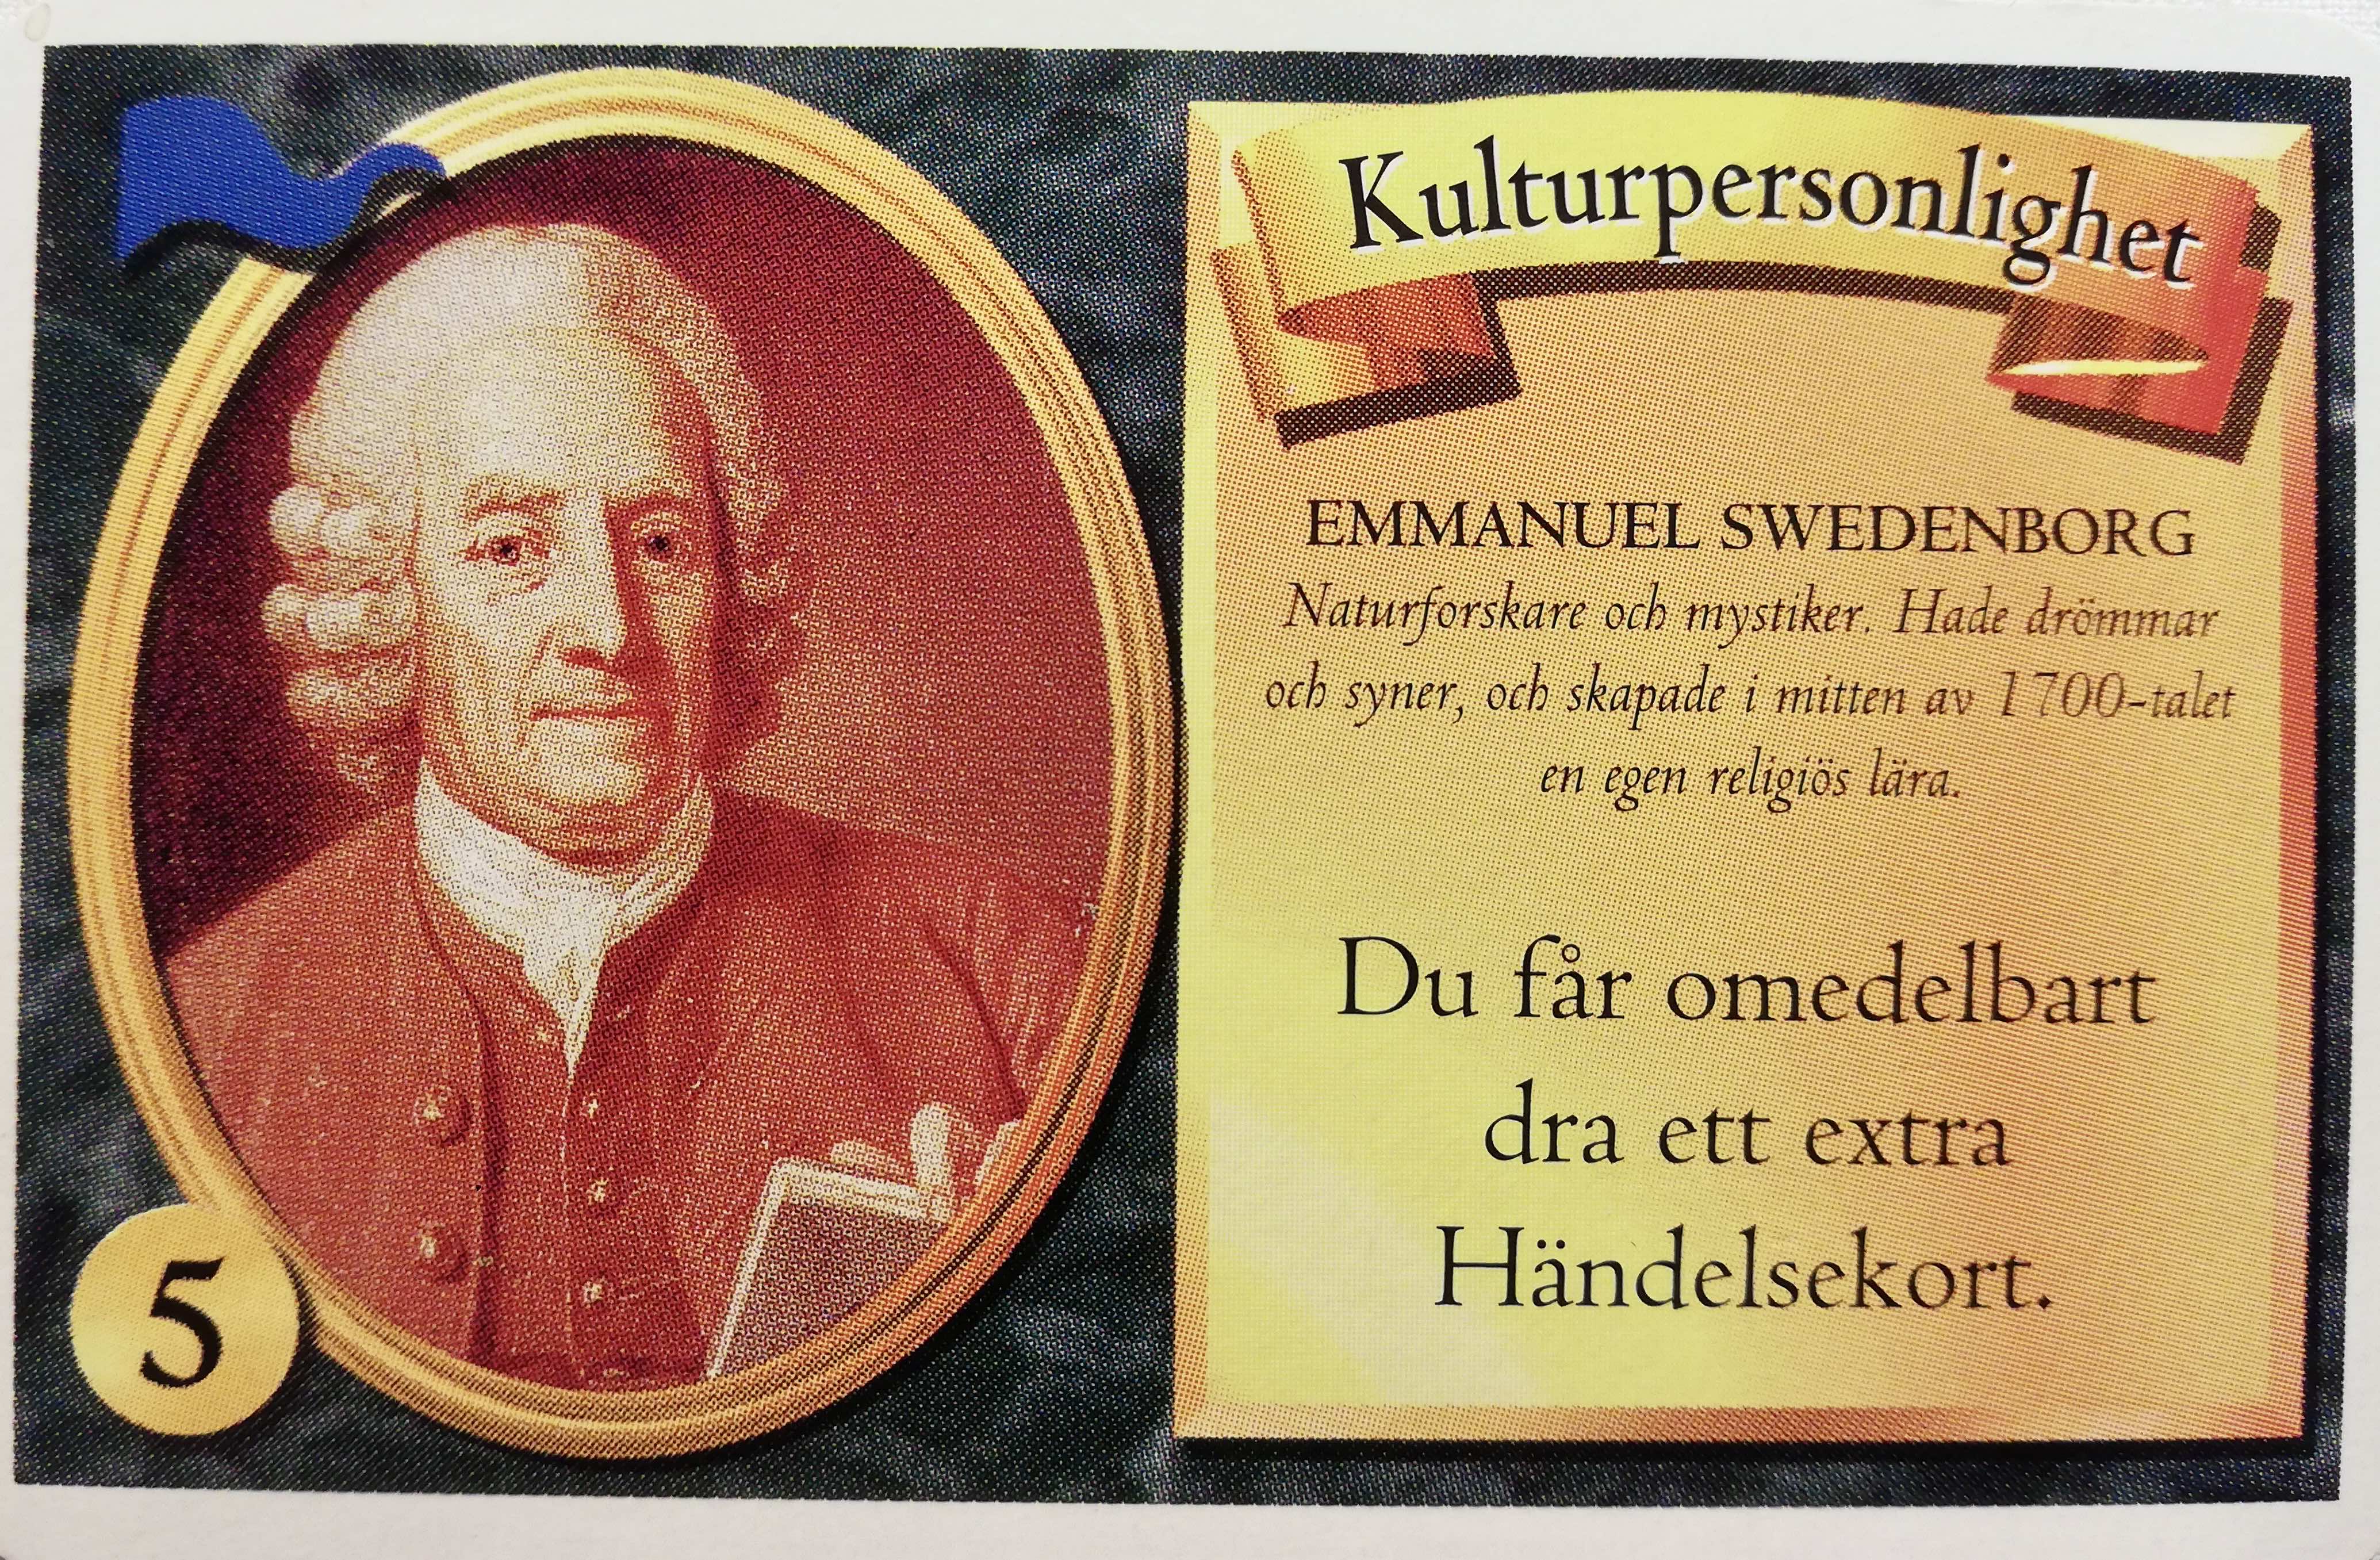 Kulturpersonlighet
EMMANUEL SWEDENBORG
Naturforskare och mystiker. Hade drömmar
och syner, och skapade i mitten av 1700-talet
en egen religiös lära.
Du får omedelbart
dra ett extra
Händelsekort.
5